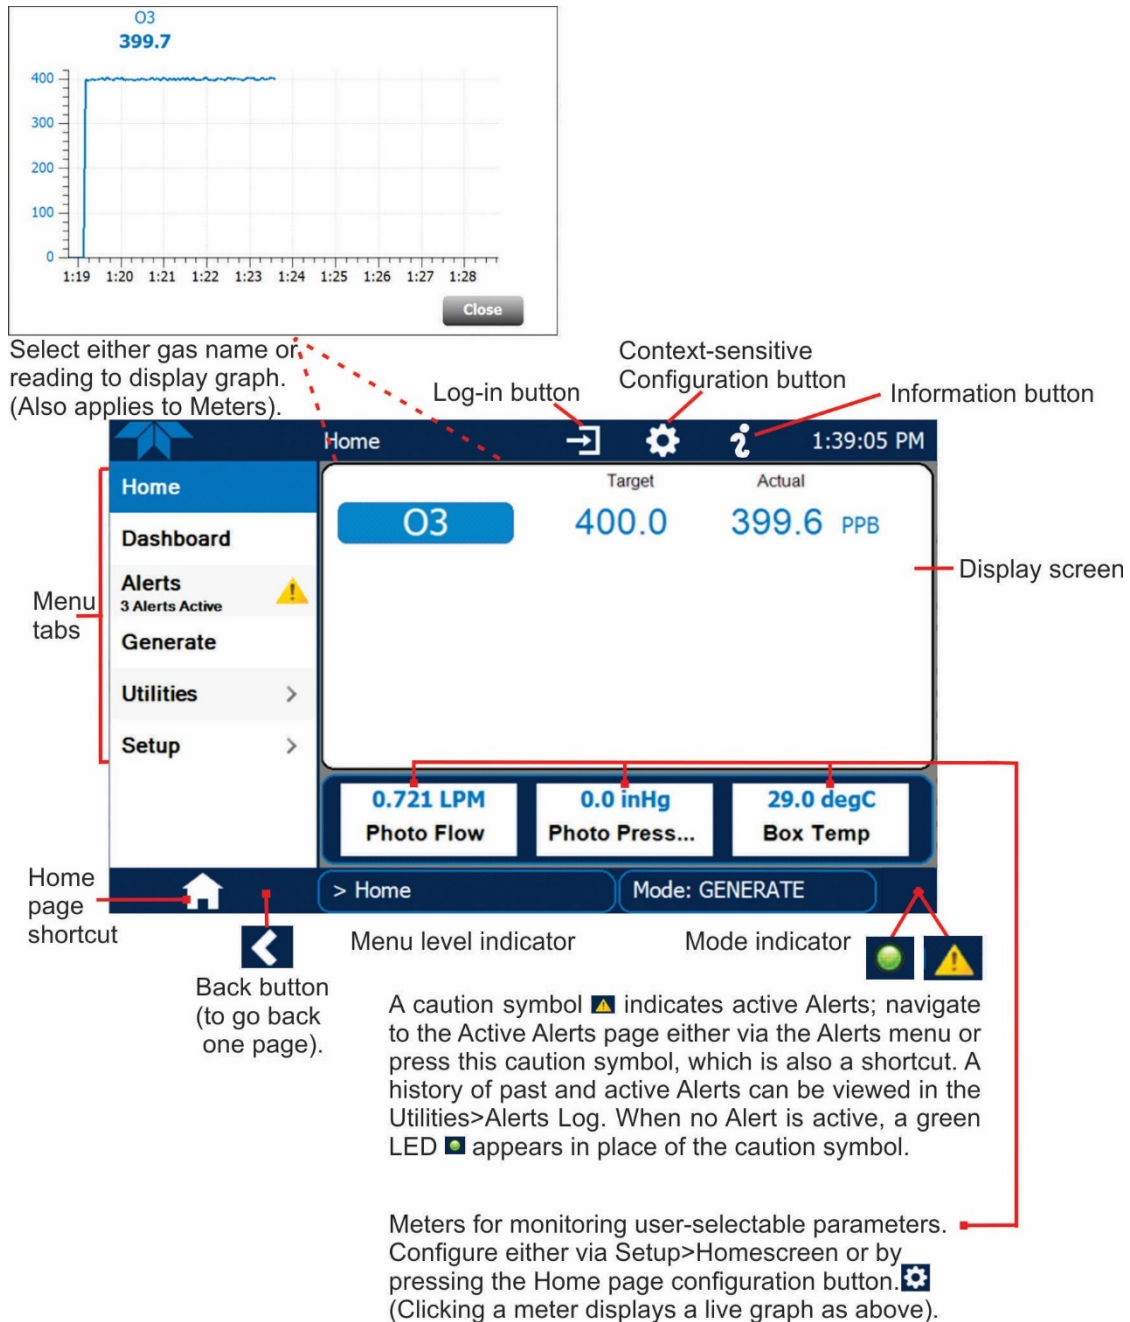 O3
399.7
400
300
200
100
0
1:19 1:20 1:21 1:22 1:23 1:24 1:25 1:26 1:27 1:28
Close
Select either gas name or
reading to display graph.
(Also applies to Meters).
Log-in button
Context-sensitive
Configuration button
Information button
Home
1:39:05 PM
Home
Dashboard
Alerts
3 Alerts Active
Generate
Utilities >
Setup >
Menu
tabs
Target Actual
O3 400.0 399.6 PPB
Display screen
0.721 LPM
Photo Flow
0.0 inHg
Photo Press...
29.0 degC
Box Temp
Home
page
shortcut
> Home
Mode: GENERATE
Menu level indicator
Mode indicator
Back button
(to go back
one page).
A caution symbol indicates active Alerts; navigate
to the Active Alerts page either via the Alerts menu or
press this caution symbol, which is also a shortcut. A
history of past and active Alerts can be viewed in the
Utilities>Alerts Log. When no Alert is active, a green
LED appears in place of the caution symbol.
Meters for monitoring user-selectable parameters.
Configure either via Setup>Homescreen or by
pressing the Home page configuration button.
(Clicking a meter displays a live graph as above).